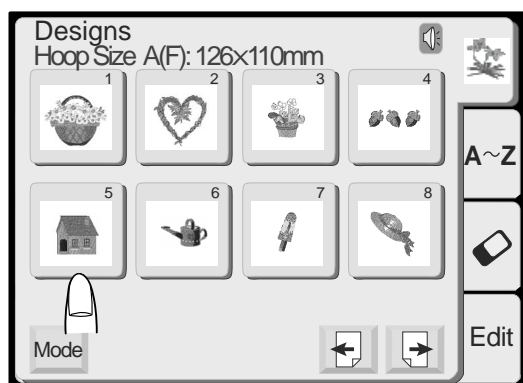 Designs
Hoop Size A(F): 126×110mm
1 2 3 4
A~Z
5 6 7 8
Mode
Edit